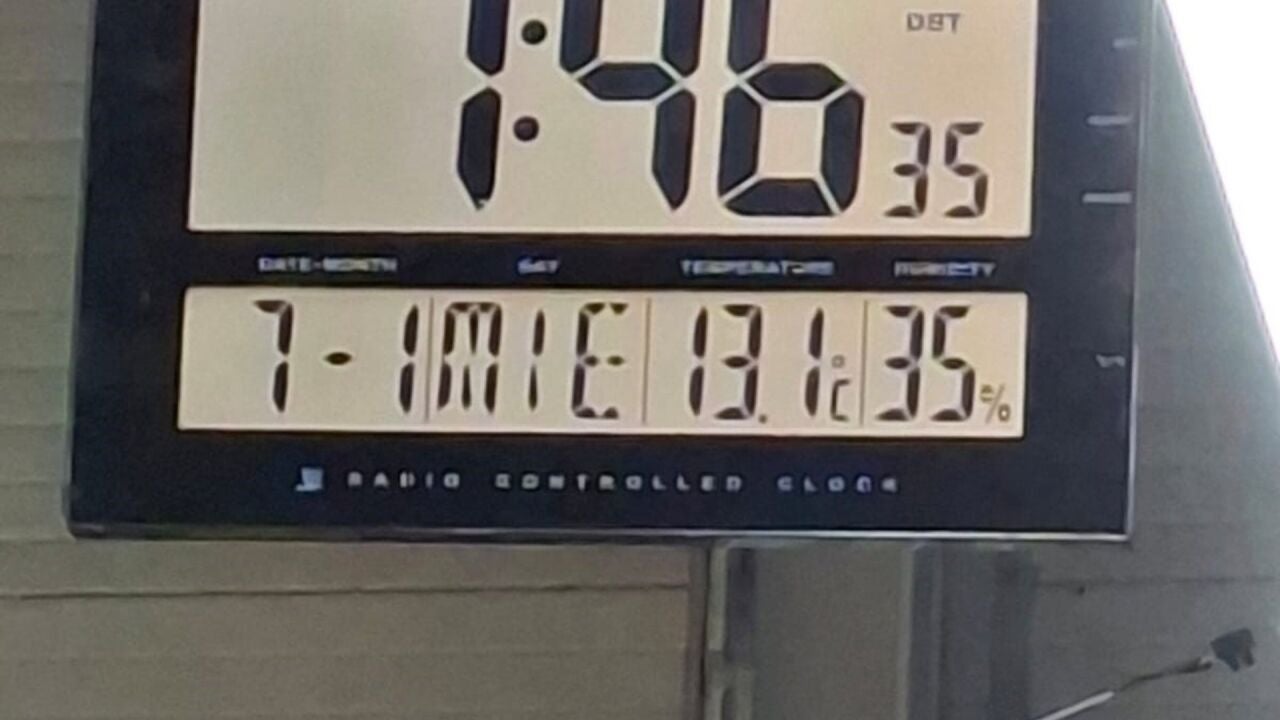 DST
1:46 35
DATE-MONTH DAY TEMPERATURE HUMIDITY
7-1 MIE 13.1°C 35%
RADIO CONTROLLED CLOCK